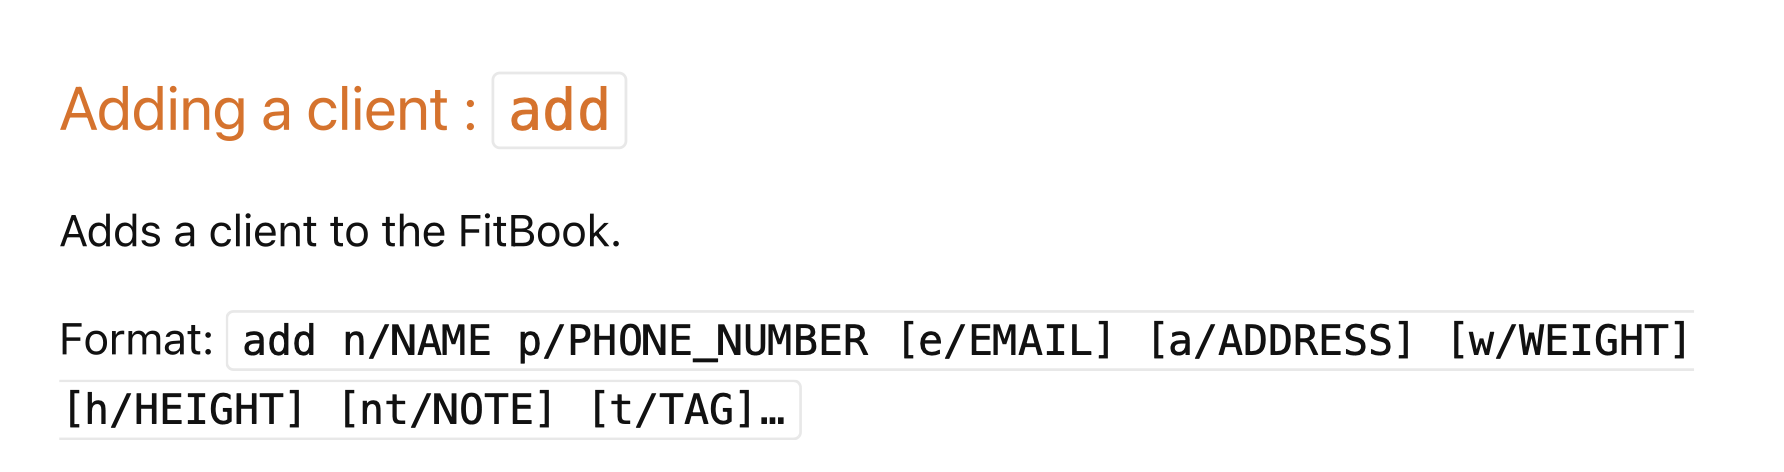 Adding a client : add
Adds a client to the FitBook.
Format: add n/NAME p/PHONE_NUMBER [e/EMAIL] [a/ADDRESS] [w/WEIGHT]
[h/HEIGHT] [nt/NOTE] [t/TAG]…